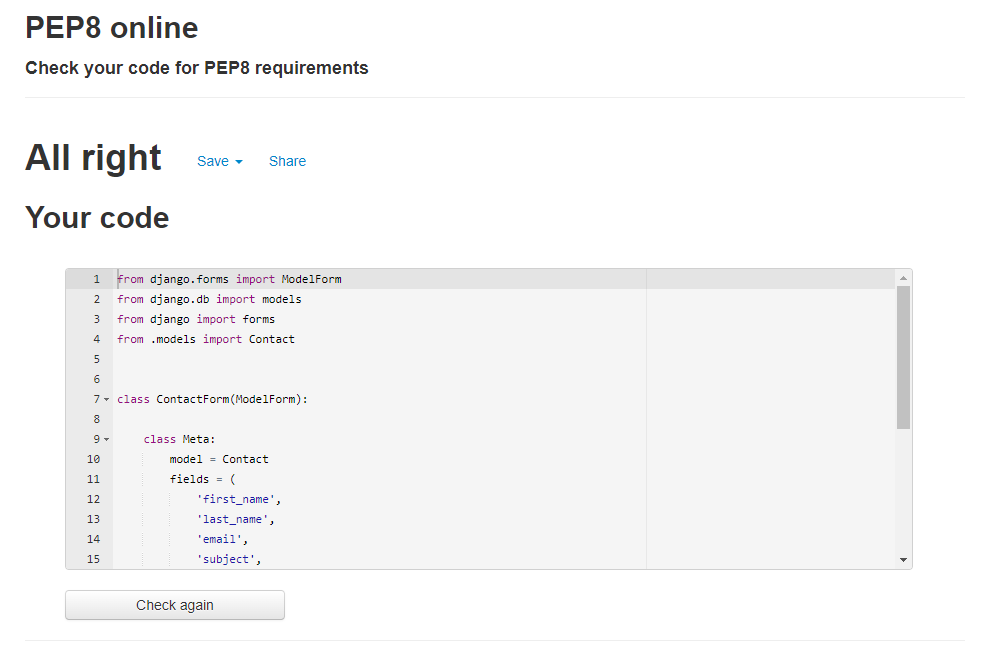 PEP8 online
Check your code for PEP8 requirements
All right Save Share
Your code
1 from django.forms import ModelForm
2 from django.db import models
3 from django import forms
4 from .models import Contact
5
6
7 class ContactForm(ModelForm):
8
9 class Meta:
10 model = Contact
11 fields = (
12 'first_name',
13 'last_name',
14 'email',
15 'subject',
Check again